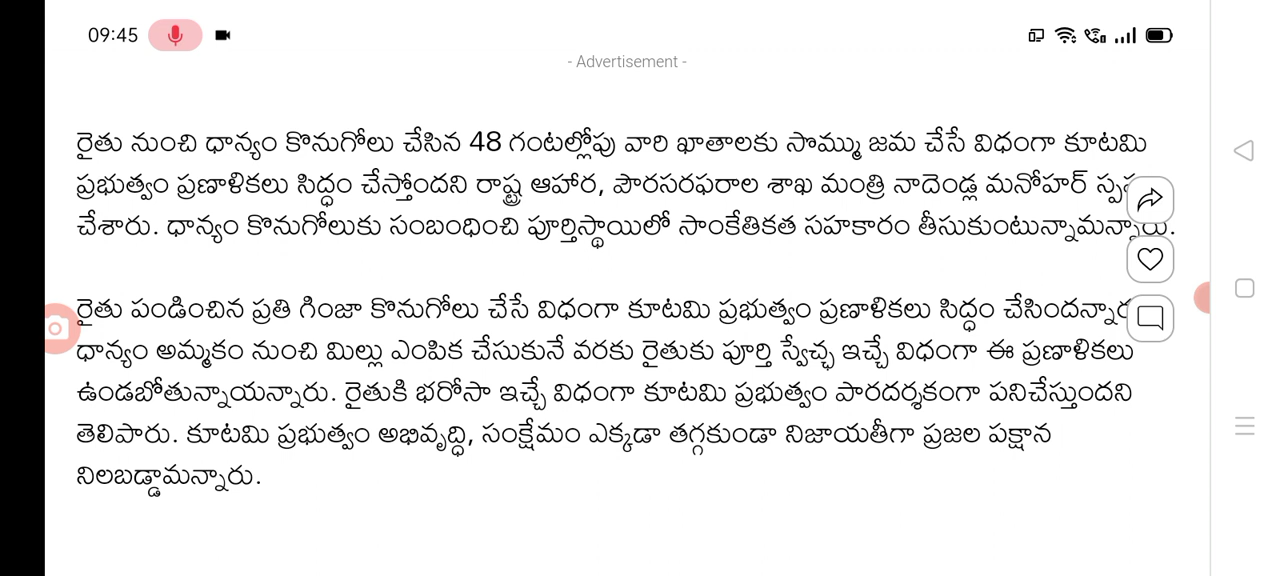 09:45
- Advertisement -
రైతు నుంచి ధాన్యం కొనుగోలు చేసిన 48 గంటల్లోపు వారి ఖాతాలకు సొమ్ము జమ చేసే విధంగా కూటమి
ప్రభుత్వం ప్రణాళికలు సిద్ధం చేస్తోందని రాష్ట్ర ఆహార, పౌరసరఫరాల శాఖ మంత్రి నాదెండ్ల మనోహర్
చేశారు. ధాన్యం కొనుగోలుకు సంబంధించి పూర్తిస్థాయిలో సాంకేతికత సహకారం తీసుకుంటున్నామన్నారు.
రైతు పండించిన ప్రతి గింజా కొనుగోలు చేసే విధంగా కూటమి ప్రభుత్వం ప్రణాళికలు సిద్ధం
ధాన్యం అమ్మకం నుంచి మిల్లు ఎంపిక చేసుకునే వరకు రైతుకు పూర్తి స్వేచ్ఛ ఇచ్చే విధంగా ఈ ప్రణాళికలు
ఉండబోతున్నాయన్నారు. రైతుకి భరోసా ఇచ్చే విధంగా కూటమి ప్రభుత్వం పారదర్శకంగా పనిచేస్తుందని
తెలిపారు. కూటమి ప్రభుత్వం అభివృద్ధి, సంక్షేమం ఎక్కడా తగ్గకుండా నిజాయతీగా ప్రజల పక్షాన
నిలబడ్డామన్నారు.